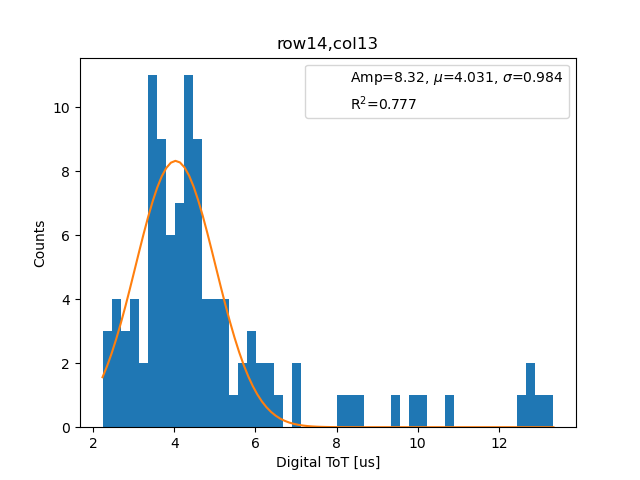 row14,col13
Amp=8.32, μ=4.031, σ=0.984
R²=0.777
10
8
6
4
2
0
Counts
2 4 6 8 10 12
Digital ToT [us]